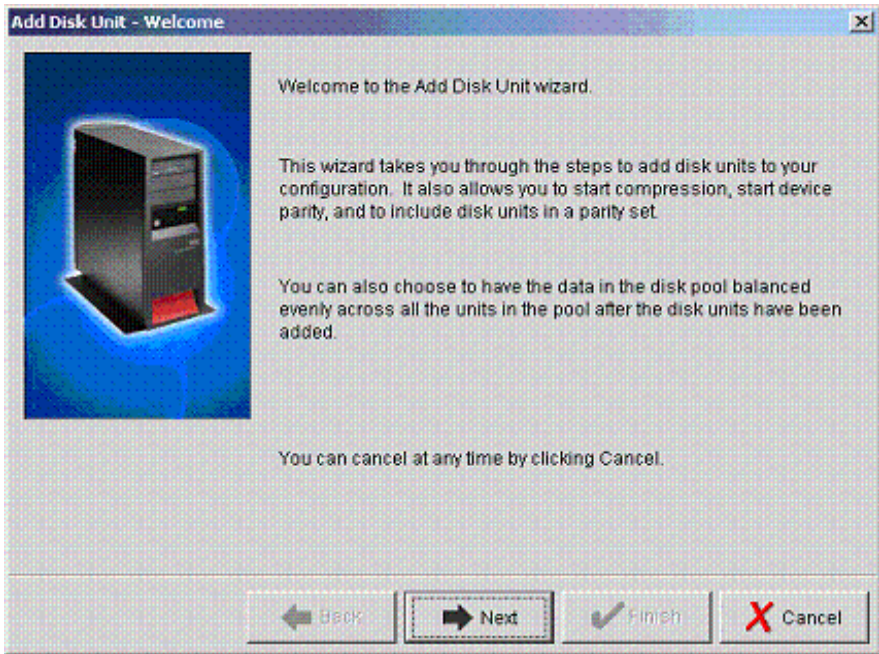 Add Disk Unit - Welcome
Welcome to the Add Disk Unit wizard.
This wizard takes you through the steps to add disk units to your
configuration. It also allows you to start compression, start device
parity, and to include disk units in a parity set.
You can also choose to have the data in the disk pool balanced
evenly across all the units in the pool after the disk units have been
added.
You can cancel at any time by clicking Cancel.
Back
Next
Finish
Cancel